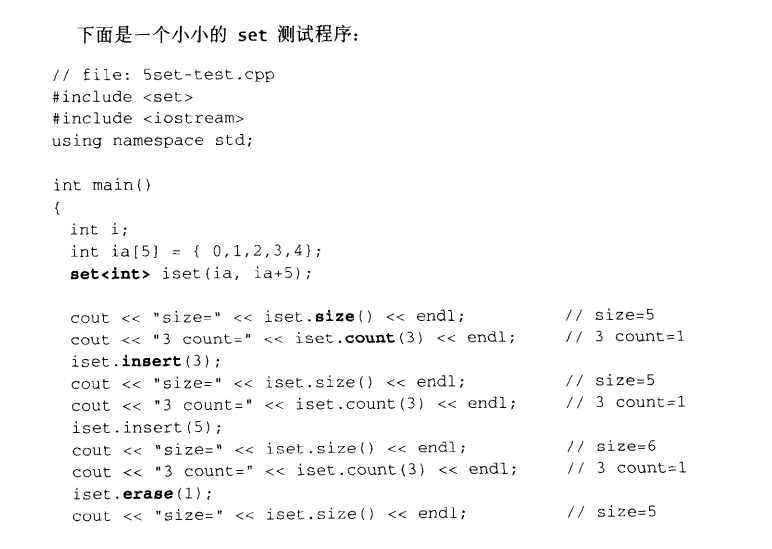 下面是一个小小的 set 测试程序：
// file: 5set-test.cpp
#include <set>
#include <iostream>
using namespace std;
int main()
{
int i;
int ia[5] = { 0,1,2,3,4};
set<int> iset(ia, ia+5);
cout << "size=" << iset.size() << endl; // size=5
cout << "3 count=" << iset.count(3) << endl; // 3 count=1
iset.insert(3);
cout << "size=" << iset.size() << endl; // size=5
cout << "3 count=" << iset.count(3) << endl; // 3 count=1
iset.insert(5);
cout << "size=" << iset.size() << endl; // size=6
cout << "3 count=" << iset.count(3) << endl; // 3 count=1
iset.erase(1);
cout << "size=" << iset.size() << endl; // size=5